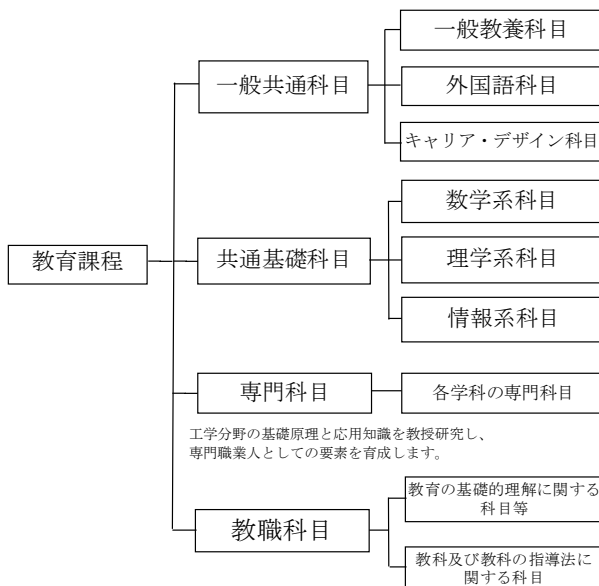 教育課程
一般共通科目
一般教養科目
外国語科目
キャリア・デザイン科目
共通基礎科目
数学系科目
理学系科目
情報系科目
専門科目
各学科の専門科目
工学分野の基礎原理と応用知識を教授研究し、
専門職業人としての要素を育成します。
教職科目
教育の基礎的理解に関する
科目等
教科及び教科の指導法に
関する科目